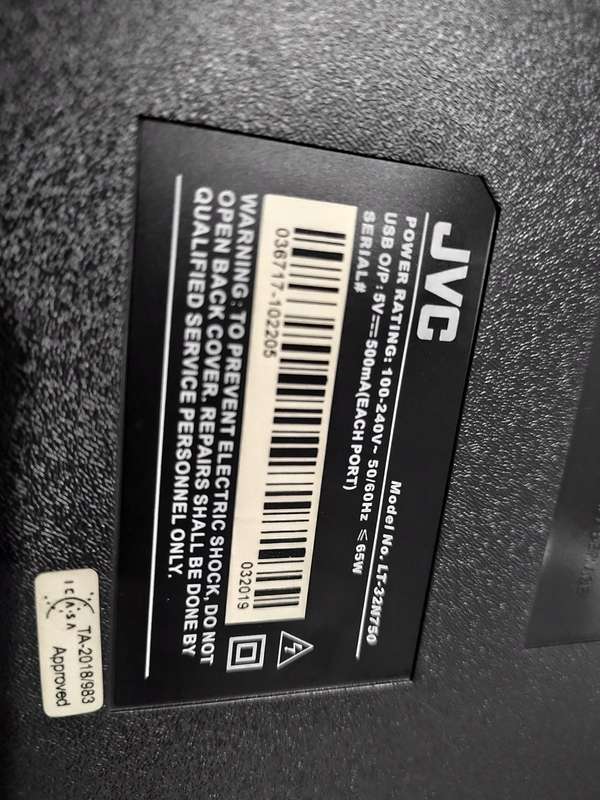 JVC
Model No. LT-32N750
POWER RATING: 100-240V~ 50/60Hz ≤ 65W
USB O/P: 5V⎓ 500mA(EACH PORT)
SERIAL#
036717-102205 032019
WARNING: TO PREVENT ELECTRIC SHOCK, DO NOT
OPEN BACK COVER. REPAIRS SHALL BE DONE BY
QUALIFIED SERVICE PERSONNEL ONLY.
ICASA
TA-2018/983
Approved